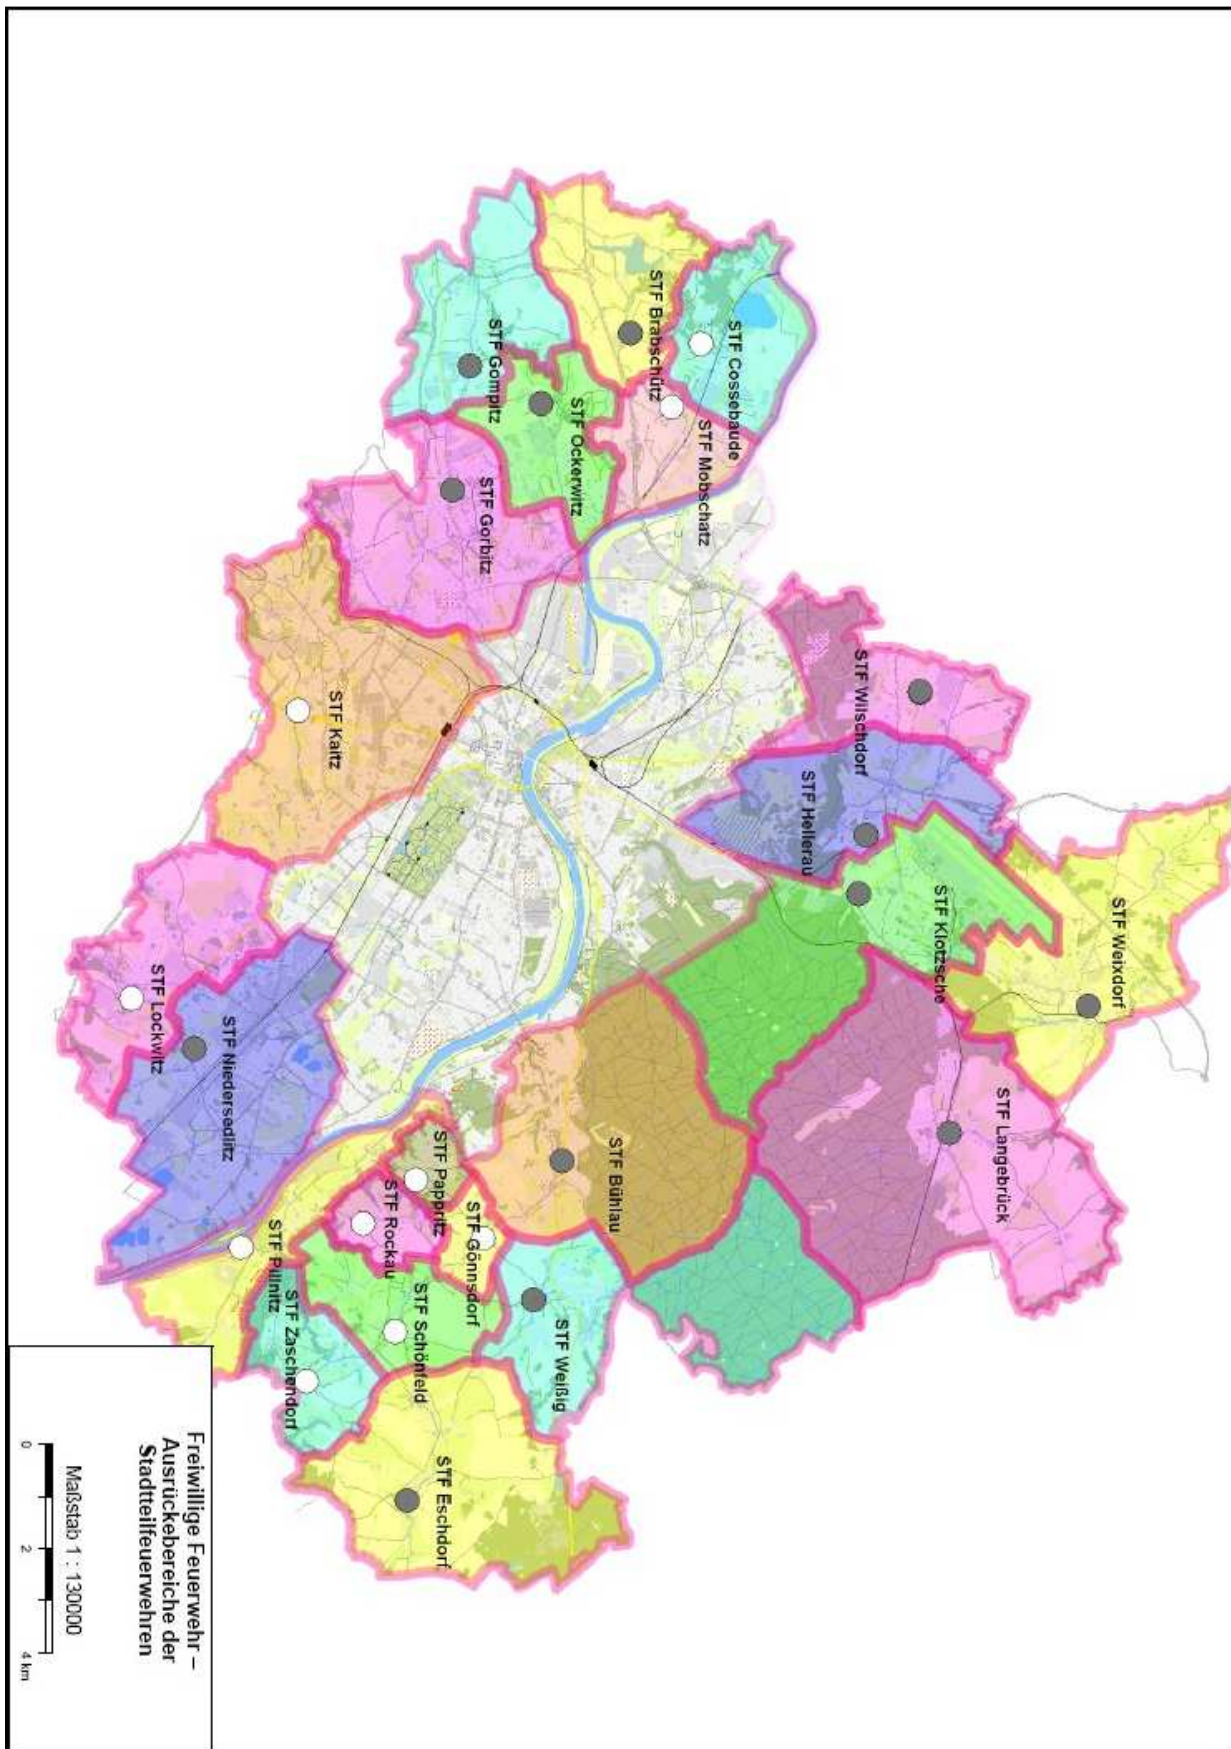 STF Weixdorf
STF Langebrück
STF Klotzsche
STF Wilschdorf
STF Hellerau
STF Cossebaude
STF Mobschatz
STF Brabschütz
STF Ockerwitz
STF Gompitz
STF Gorbitz
STF Kaitz
STF Bühlau
STF Weißig
STF Gönnsdorf
STF Pappritz
STF Rockau
STF Schönfeld
STF Eschdorf
STF Zaschendorf
STF Pillnitz
STF Niedersedlitz
STF Lockwitz
Freiwillige Feuerwehr –
Ausrückebereiche der
Stadtteilfeuerwehren
Maßstab 1 : 130000
0 2 4 km